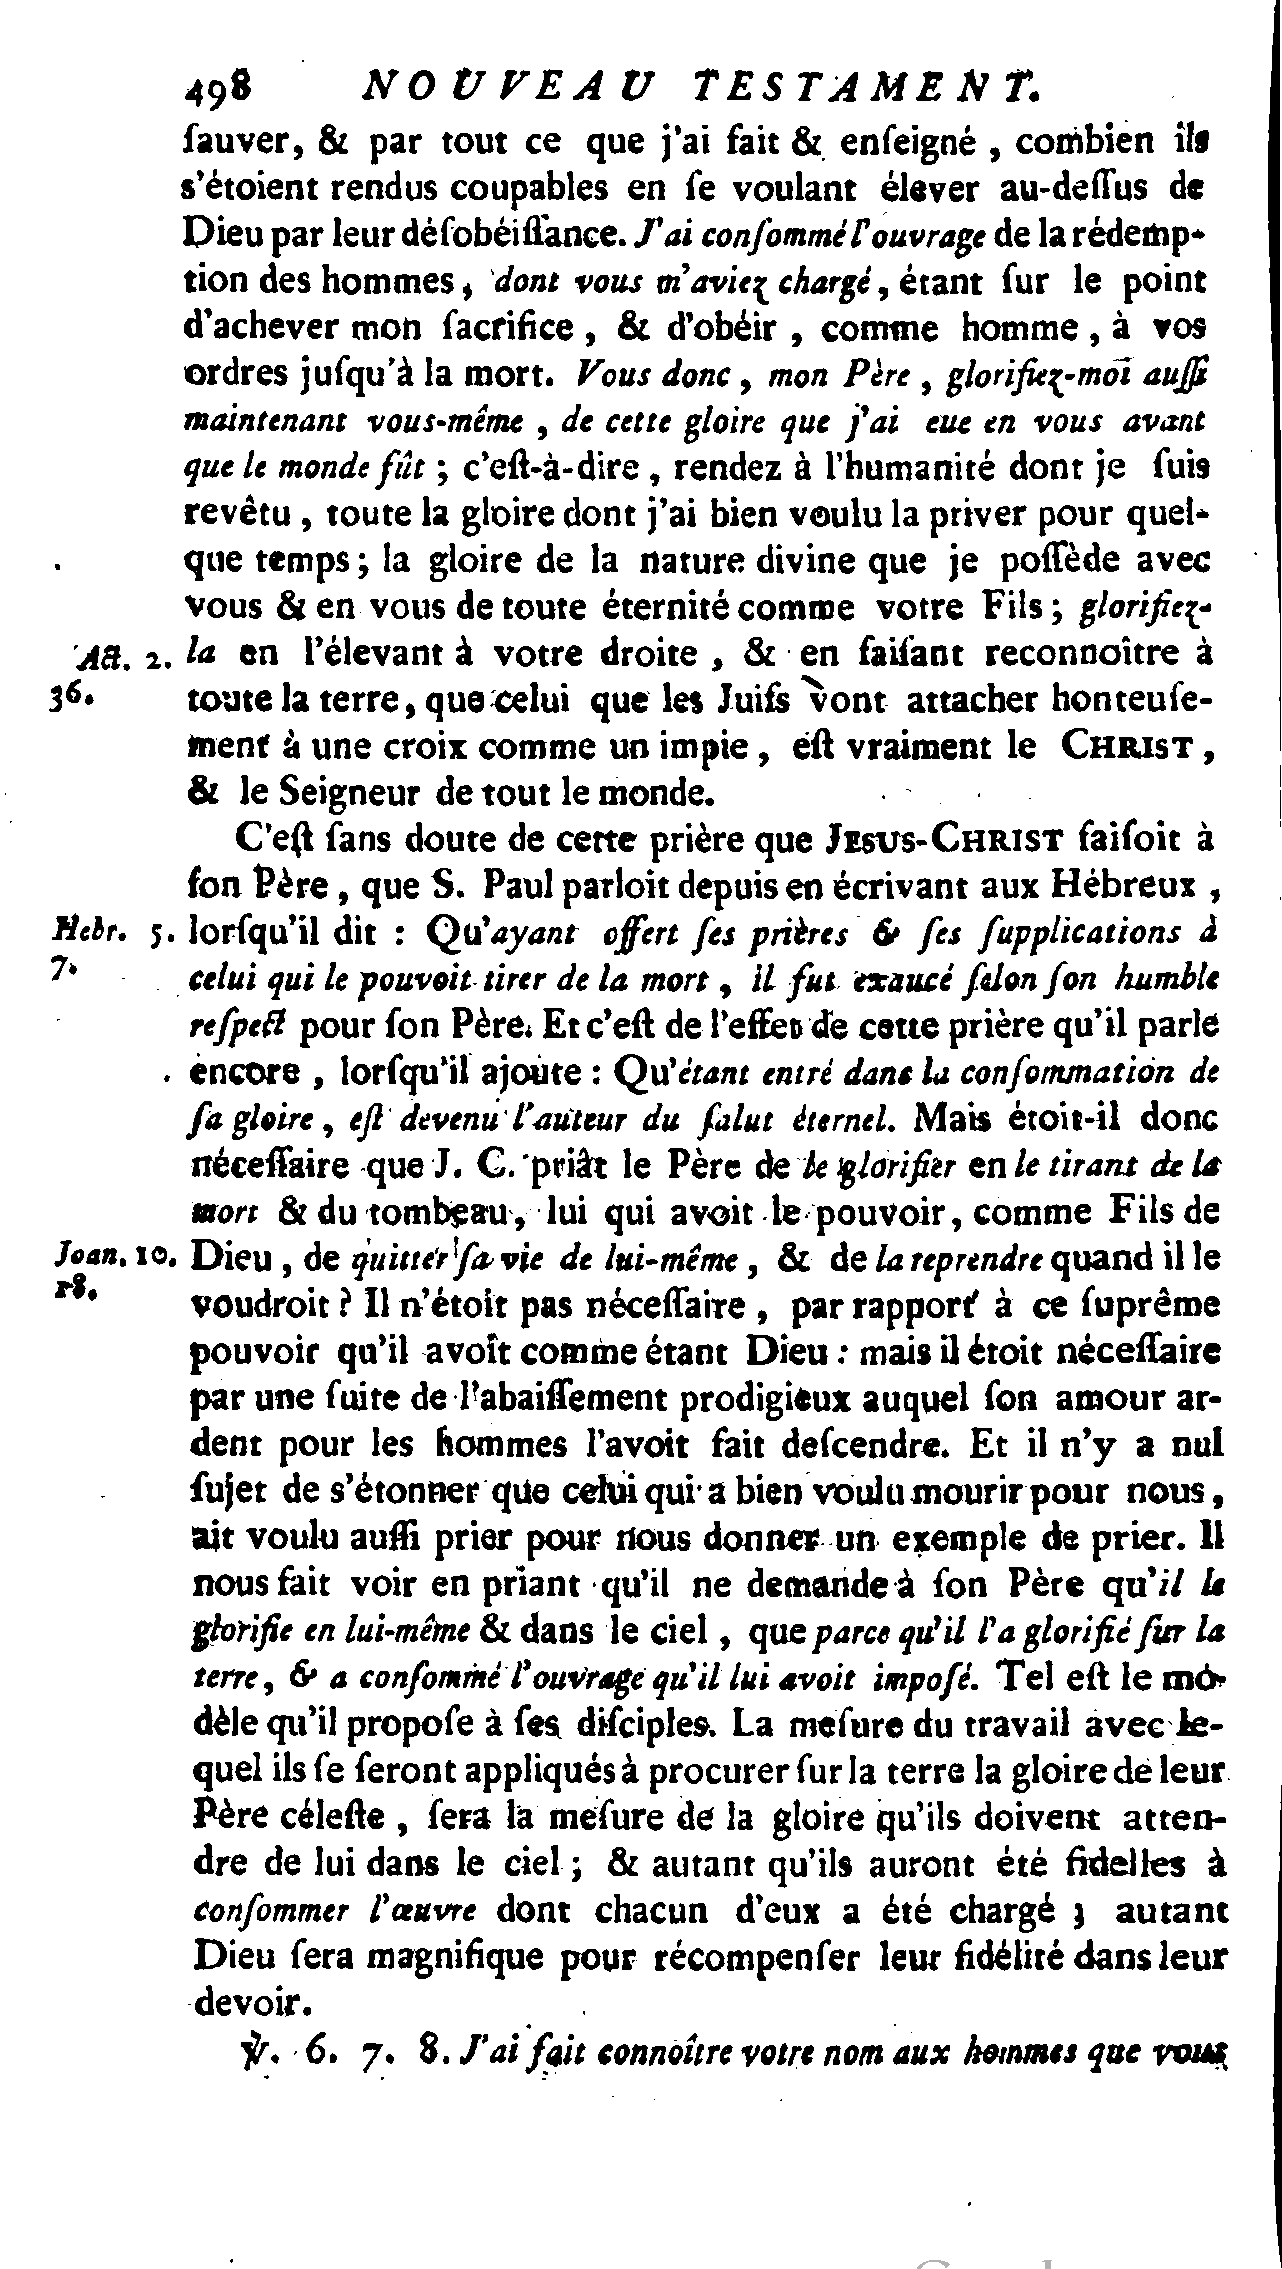 498 NOUVEAU TESTAMENT.
ſauver, & par tout ce que j'ai fait & enſeigné, combien ils
s'étoient rendus coupables en ſe voulant élever au-deſſus de
Dieu par leur déſobéiſſance. J'ai conſommé l'ouvrage de la rédemp-
tion des hommes, dont vous m'aviez chargé, étant ſur le point
d'achever mon ſacrifice, & d'obéir, comme homme, à vos
ordres juſqu'à la mort. Vous donc, mon Père, glorifiez-moi auſſi
maintenant vous-même, de cette gloire que j'ai eue en vous avant
que le monde fût; c'eſt-à-dire, rendez à l'humanité dont je ſuis
revêtu, toute la gloire dont j'ai bien voulu la priver pour quel-
que temps; la gloire de la nature divine que je poſſède avec
vous & en vous de toute éternité comme votre Fils; glorifiez-
Act. 2. la en l'élevant à votre droite, & en faiſant reconnoître à
36. toute la terre, que celui que les Juifs vont attacher honteuſe-
ment à une croix comme un impie, eſt vraiment le CHRIST,
& le Seigneur de tout le monde.
C'eſt ſans doute de cette prière que JESUS-CHRIST faiſoit à
ſon Père, que S. Paul parloit depuis en écrivant aux Hébreux,
Hebr. 5. lorſqu'il dit : Qu'ayant offert ſes prières & ſes ſupplications à
7. celui qui le pouvoit tirer de la mort, il fut exaucé ſelon ſon humble
reſpect pour ſon Père. Et c'eſt de l'effet de cette prière qu'il parle
encore, lorſqu'il ajoute : Qu'étant entré dans la conſommation de
ſa gloire, eſt devenu l'auteur du ſalut éternel. Mais étoit-il donc
néceſſaire que J. C. priât le Père de le glorifier en le tirant de la
mort & du tombeau, lui qui avoit le pouvoir, comme Fils de
Joan. 10. Dieu, de quitter ſa vie de lui-même, & de la reprendre quand il le
18. voudroit ? Il n'étoit pas néceſſaire, par rapport à ce ſuprême
pouvoir qu'il avoit comme étant Dieu : mais il étoit néceſſaire
par une ſuite de l'abaiſſement prodigieux auquel ſon amour ar-
dent pour les hommes l'avoit fait deſcendre. Et il n'y a nul
ſujet de s'étonner que celui qui a bien voulu mourir pour nous,
ait voulu auſſi prier pour nous donner un exemple de prier. Il
nous fait voir en priant qu'il ne demande à ſon Père qu'il le
glorifie en lui-même & dans le ciel, que parce qu'il l'a glorifié ſur la
terre, & a conſommé l'ouvrage qu'il lui avoit impoſé. Tel eſt le mo-
dèle qu'il propoſe à ſes diſciples. La meſure du travail avec le-
quel ils ſe ſeront appliqués à procurer ſur la terre la gloire de leur
Père céleſte, ſera la meſure de la gloire qu'ils doivent atten-
dre de lui dans le ciel; & autant qu'ils auront été fidelles à
conſommer l'œuvre dont chacun d'eux a été chargé; autant
Dieu ſera magnifique pour récompenſer leur fidélité dans leur
devoir.
℣. 6. 7. 8. J'ai fait connoître votre nom aux hommes que vous